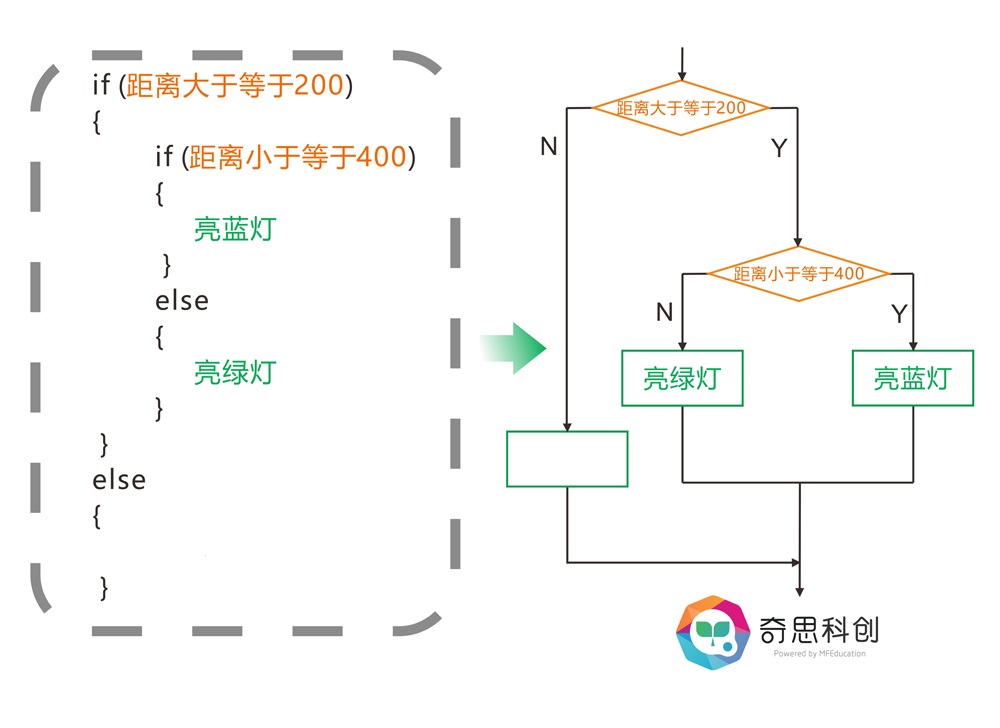 if (距离大于等于200)
{
if (距离小于等于400)
{
亮蓝灯
}
else
{
亮绿灯
}
}
else
{
}
距离大于等于200
N
Y
距离小于等于400
N
Y
亮绿灯
亮蓝灯
奇思科创
Powered by MFEducation